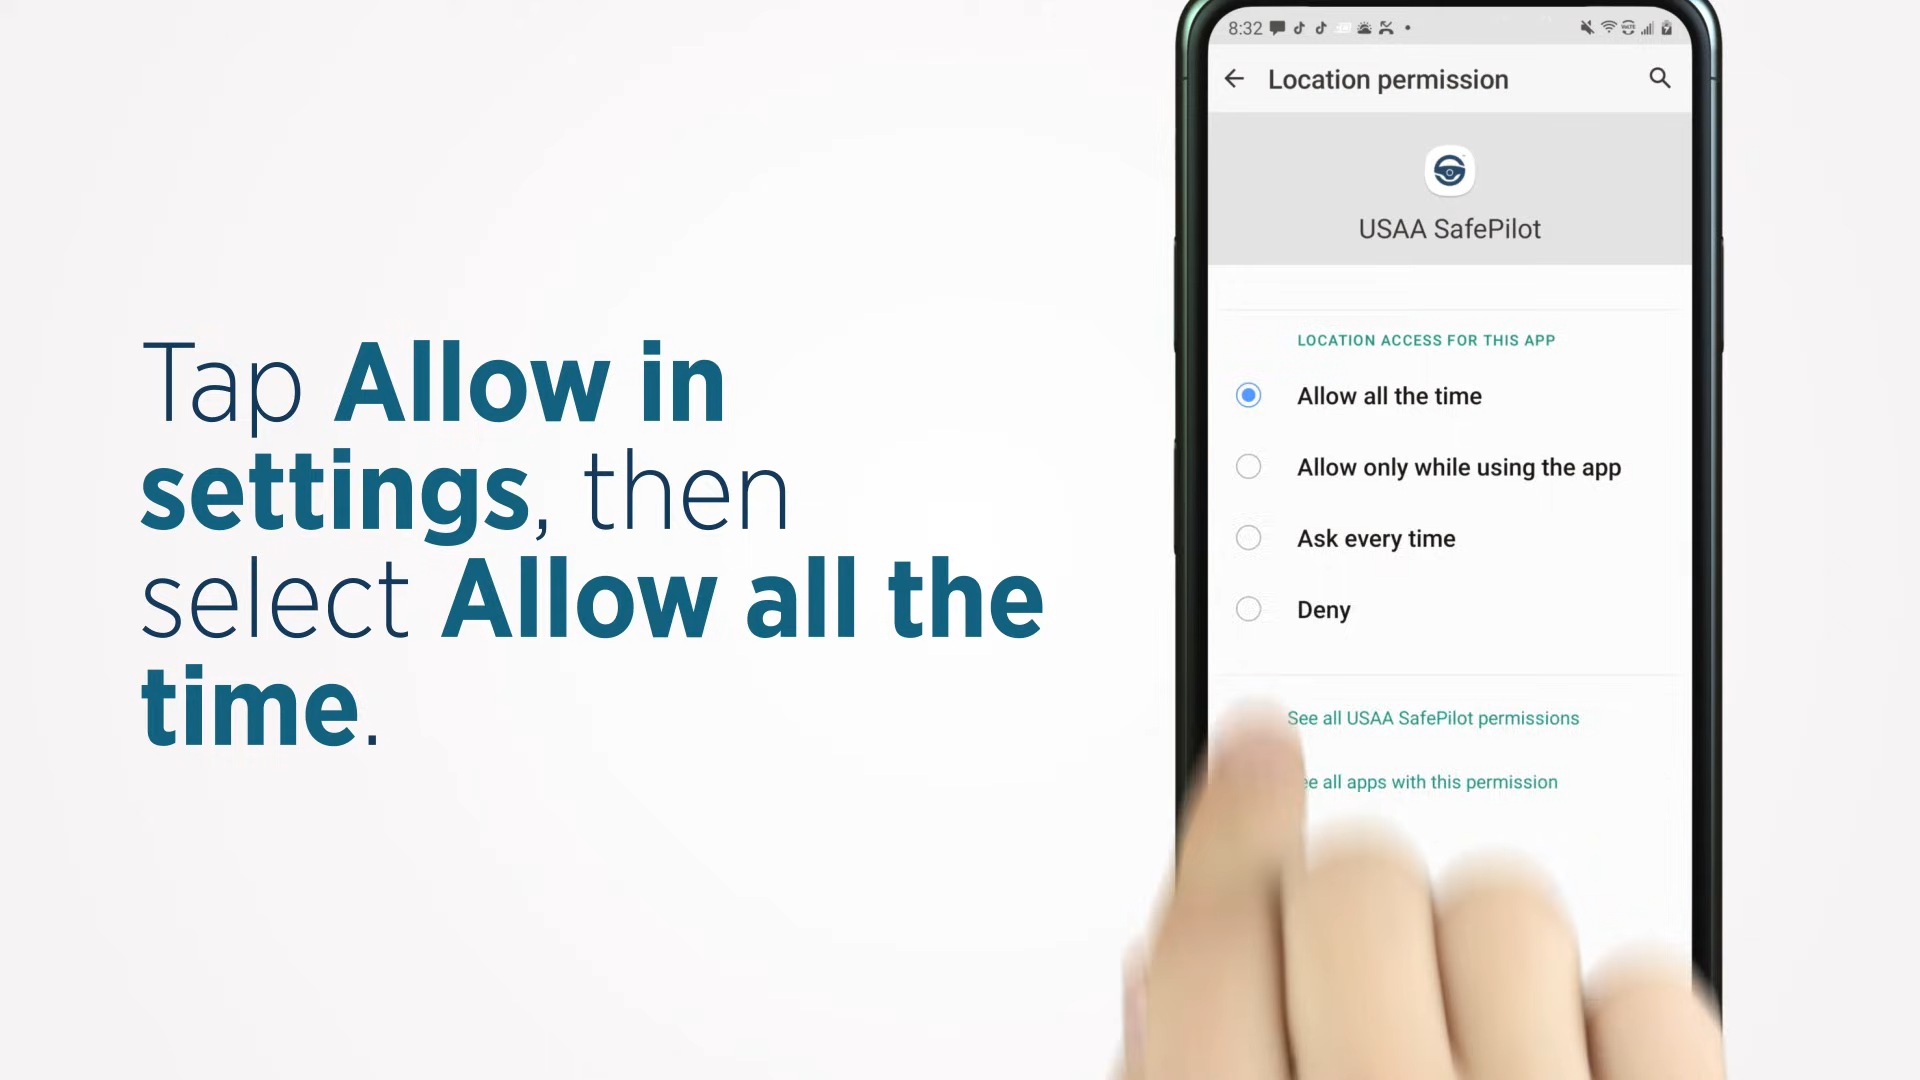 Tap Allow in
settings, then
select Allow all the
time.
8:32
Location permission
USAA SafePilot
LOCATION ACCESS FOR THIS APP
Allow all the time
Allow only while using the app
Ask every time
Deny
See all USAA SafePilot permissions
all apps with this permission